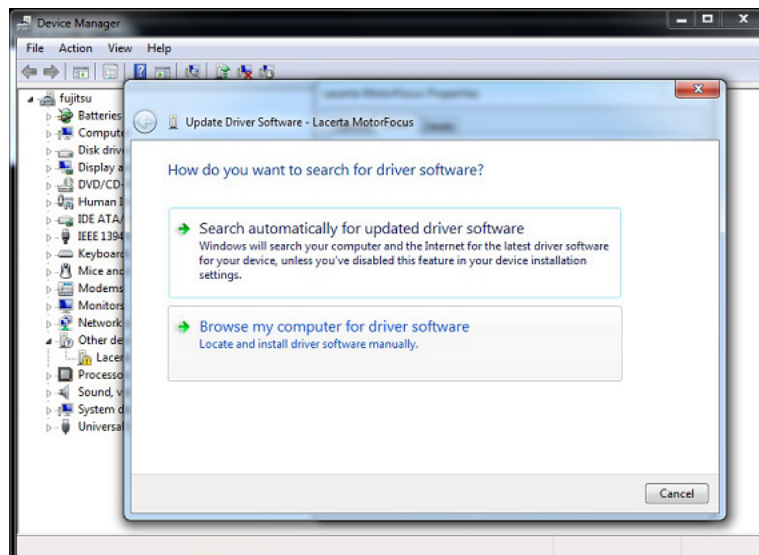 Device Manager
File Action View Help
fujitsu
Batteries
Compute
Disk driv
Display a
DVD/CD-
Human I
IDE ATA/
IEEE 1394
Keyboard
Mice and
Modems
Monitors
Network
Other de
Lacer
Processo
Sound, v
System d
Universal
Lacerta MotorFocus Properties
Update Driver Software - Lacerta MotorFocus
How do you want to search for driver software?
Search automatically for updated driver software
Windows will search your computer and the Internet for the latest driver software
for your device, unless you've disabled this feature in your device installation
settings.
Browse my computer for driver software
Locate and install driver software manually.
Cancel